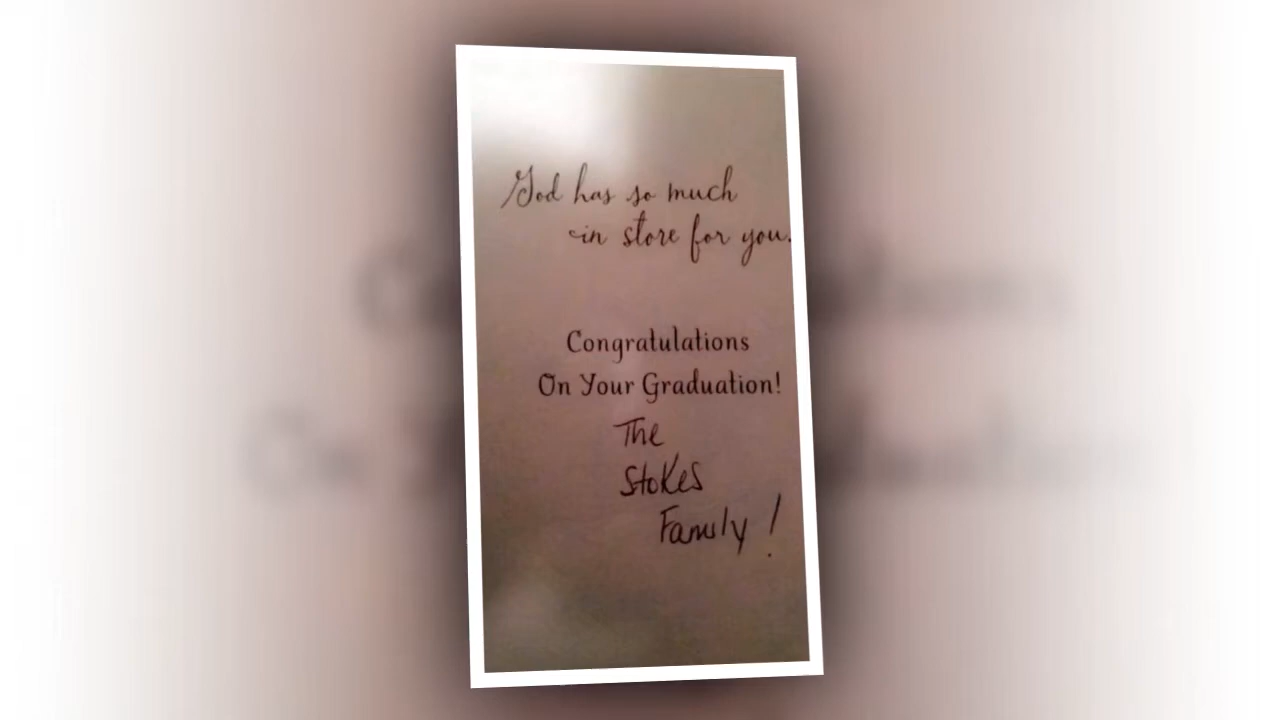 God has so much
in store for you.
Congratulations
On Your Graduation!
The
Stokes
Family!